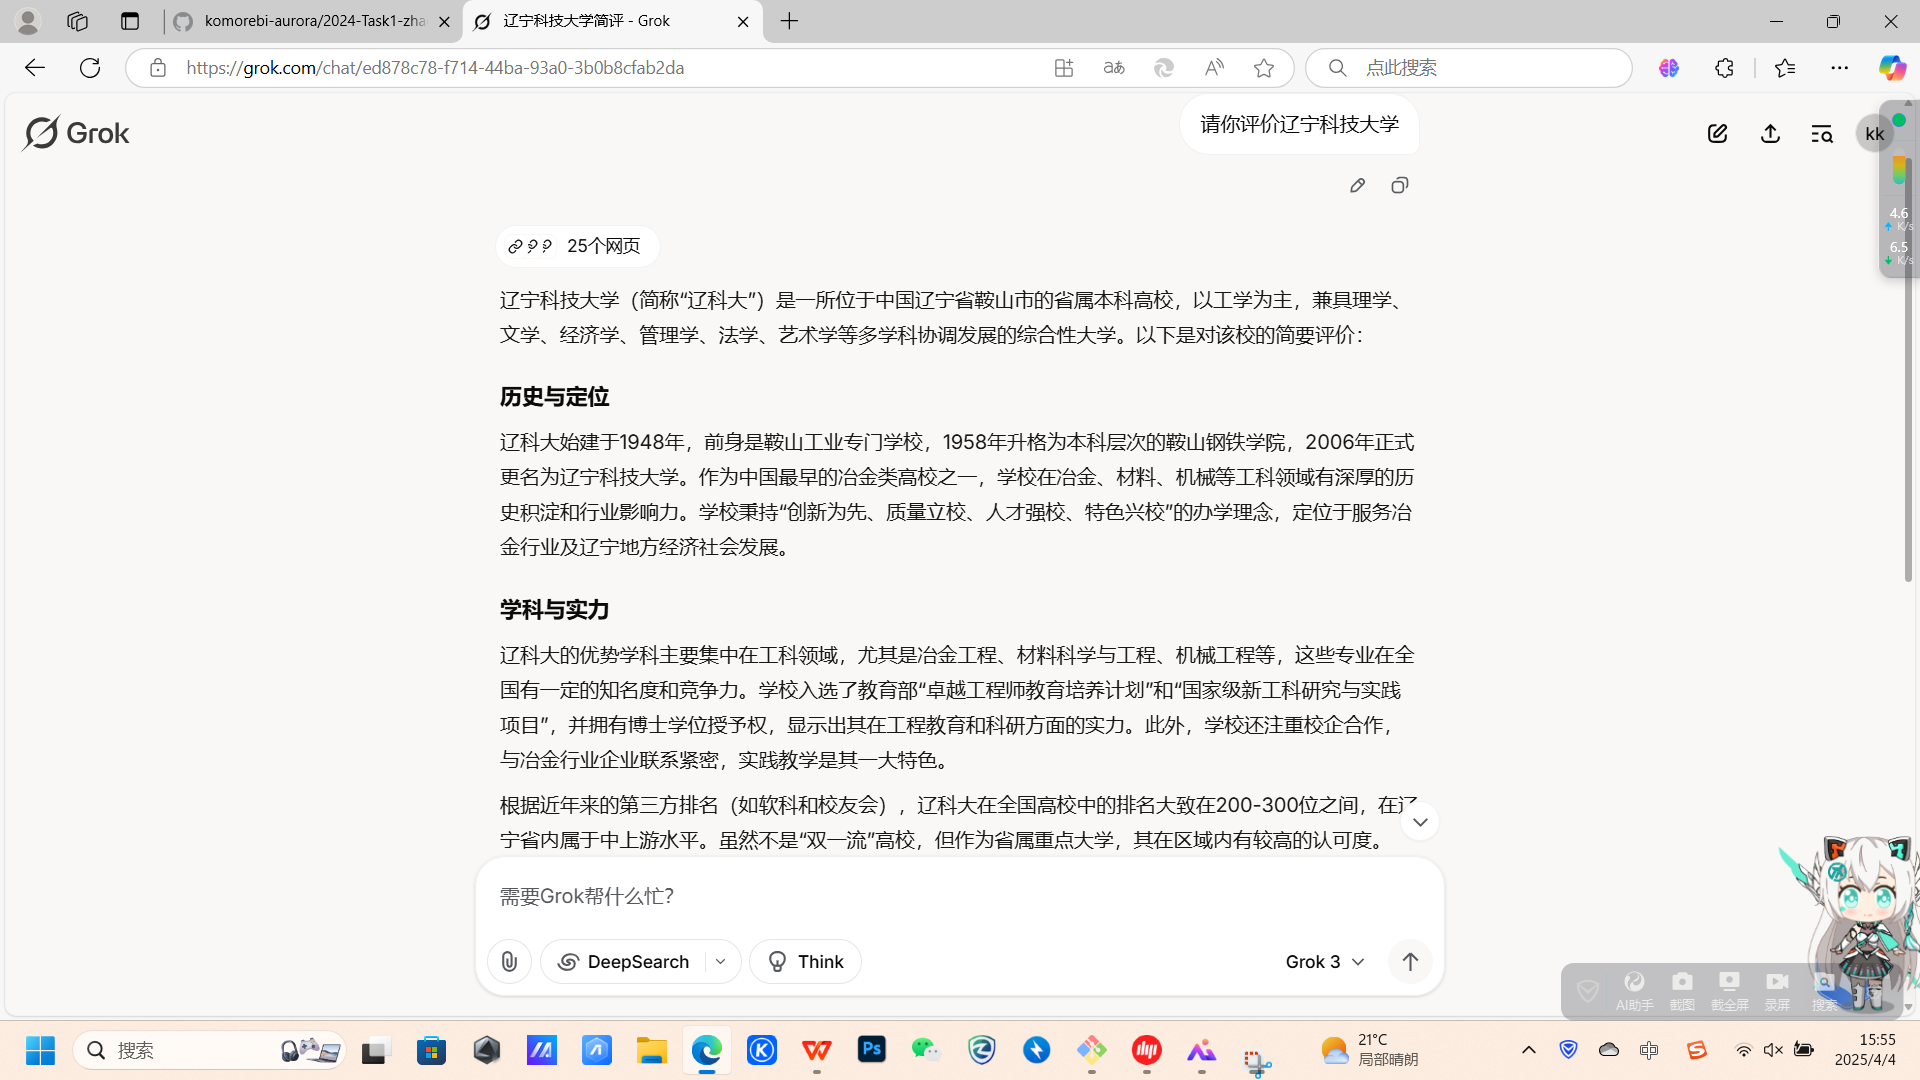 komorebi-aurora/2024-Task1-zha
辽宁科技大学简评 - Grok
https://grok.com/chat/ed878c78-f714-44ba-93a0-3b0b8cfab2da
点此搜索
Grok
请你评价辽宁科技大学
kk
4.6
K/s
6.5
K/s
25个网页
辽宁科技大学（简称“辽科大”）是一所位于中国辽宁省鞍山市的省属本科高校，以工学为主，兼具理学、
文学、经济学、管理学、法学、艺术学等多学科协调发展的综合性大学。以下是对该校的简要评价：
历史与定位
辽科大始建于1948年，前身是鞍山工业专门学校，1958年升格为本科层次的鞍山钢铁学院，2006年正式
更名为辽宁科技大学。作为中国最早的冶金类高校之一，学校在冶金、材料、机械等工科领域有深厚的历
史积淀和行业影响力。学校秉持“创新为先、质量立校、人才强校、特色兴校”的办学理念，定位于服务冶
金行业及辽宁地方经济社会发展。
学科与实力
辽科大的优势学科主要集中在工科领域，尤其是冶金工程、材料科学与工程、机械工程等，这些专业在全
国有一定的知名度和竞争力。学校入选了教育部“卓越工程师教育培养计划”和“国家级新工科研究与实践
项目”，并拥有博士学位授予权，显示出其在工程教育和科研方面的实力。此外，学校还注重校企合作，
与冶金行业企业联系紧密，实践教学是其一大特色。
根据近年来的第三方排名（如软科和校友会），辽科大在全国高校中的排名大致在200-300位之间，在辽
宁省内属于中上游水平。虽然不是“双一流”高校，但作为省属重点大学，其在区域内有较高的认可度。
需要Grok帮什么忙？
DeepSearch
Think
Grok 3
AI助手 截图 截全屏 录屏 搜索
搜索
21°C
局部晴朗
中
15:55
2025/4/4